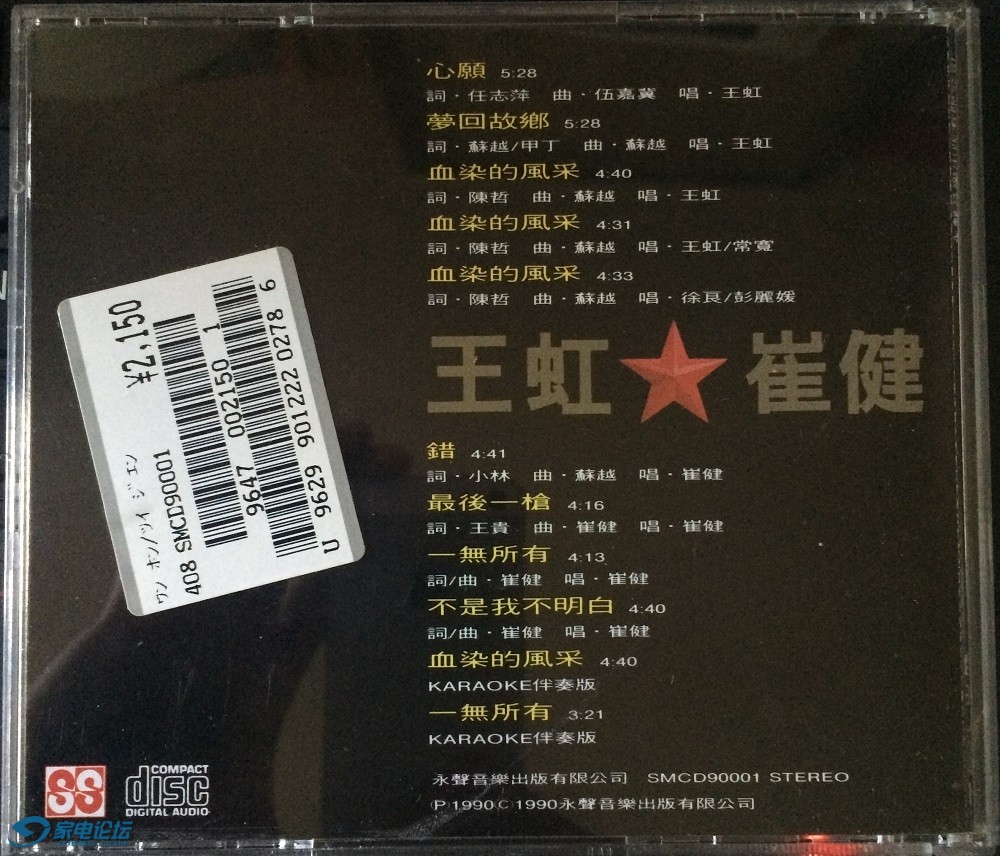 心願 5:28
詞·任志萍 曲·伍嘉冀 唱·王虹
夢回故鄉 5:28
詞·蘇越/甲丁 曲·蘇越 唱·王虹
血染的風采 4:40
詞·陳哲 曲·蘇越 唱·王虹
血染的風采 4:31
詞·陳哲 曲·蘇越 唱·王虹/常寬
血染的風采 4:33
詞·陳哲 曲·蘇越 唱·徐良/彭麗媛
王虹★崔健
錯 4:41
詞·小林 曲·蘇越 唱·崔健
最後一槍 4:16
詞·王貴 曲·崔健 唱·崔健
一無所有 4:13
詞/曲·崔健 唱·崔健
不是我不明白 4:40
詞/曲·崔健 唱·崔健
血染的風采 4:40
KARAOKE伴奏版
一無所有 3:21
KARAOKE伴奏版
永聲音樂出版有限公司 SMCD90001 STEREO
Ⓟ1990Ⓒ1990永聲音樂出版有限公司
¥2,150
ワン ホン/ツイ ジエン
408 SMCD90001
9647 002150 1
U 9629 901222 0278 6
SS
COMPACT
disc
DIGITAL AUDIO
家电论坛